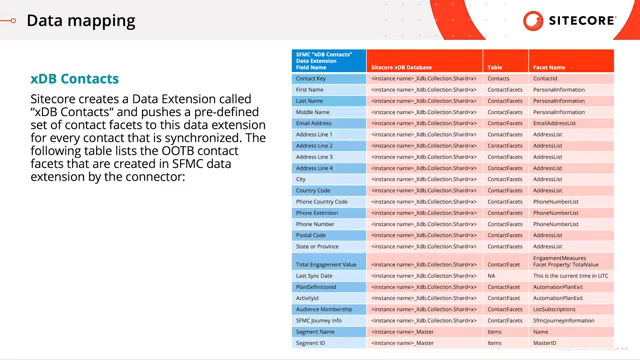 Data mapping
SITECORE
xDB Contacts
Sitecore creates a Data Extension called
“xDB Contacts” and pushes a pre-defined
set of contact facets to this data extension
for every contact that is synchronized. The
following table lists the OOTB contact
facets that are created in SFMC data
extension by the connector:
SFMC “xDB Contacts”
Data Extension
Field Name Sitecore xDB Database Table Facet Name
Contact Key <instance name>_Xdb.Collection.Shard<x> Contacts ContactId
First Name <instance name>_Xdb.Collection.Shard<x> ContactFacets PersonalInformation
Last Name <instance name>_Xdb.Collection.Shard<x> ContactFacets PersonalInformation
Middle Name <instance name>_Xdb.Collection.Shard<x> ContactFacets PersonalInformation
Email Address <instance name>_Xdb.Collection.Shard<x> ContactFacets EmailAddressList
Address Line 1 <instance name>_Xdb.Collection.Shard<x> ContactFacets AddressList
Address Line 2 <instance name>_Xdb.Collection.Shard<x> ContactFacets AddressList
Address Line 3 <instance name>_Xdb.Collection.Shard<x> ContactFacets AddressList
Address Line 4 <instance name>_Xdb.Collection.Shard<x> ContactFacets AddressList
City <instance name>_Xdb.Collection.Shard<x> ContactFacets AddressList
Country Code <instance name>_Xdb.Collection.Shard<x> ContactFacets AddressList
Phone Country Code <instance name>_Xdb.Collection.Shard<x> ContactFacets PhoneNumberList
Phone Extension <instance name>_Xdb.Collection.Shard<x> ContactFacets PhoneNumberList
Phone Number <instance name>_Xdb.Collection.Shard<x> ContactFacets PhoneNumberList
Postal Code <instance name>_Xdb.Collection.Shard<x> ContactFacets AddressList
State or Province <instance name>_Xdb.Collection.Shard<x> ContactFacets AddressList
EngaementMeasures
Total Engagement Value <instance name>_Xdb.Collection.Shard<x> ContactFacet Facet Property: TotalValue
Last Sync Date <instance name>_Xdb.Collection.Shard<x> NA This is the current time in UTC
PlanDefinitionId <instance name>_Xdb.Collection.Shard<x> ContactFacet AutomationPlanExit
ActivityId <instance name>_Xdb.Collection.Shard<x> ContactFacet AutomationPlanExit
Audience Membership <instance name>_Xdb.Collection.Shard<x> ContactFacets ListSubscriptions
SFMC Journey Info <instance name>_Xdb.Collection.Shard<x> ContactFacets SfmcJourneyInformation
Segment Name <instance name>_Master Items Name
Segment ID <instance name>_Master Items MasterID